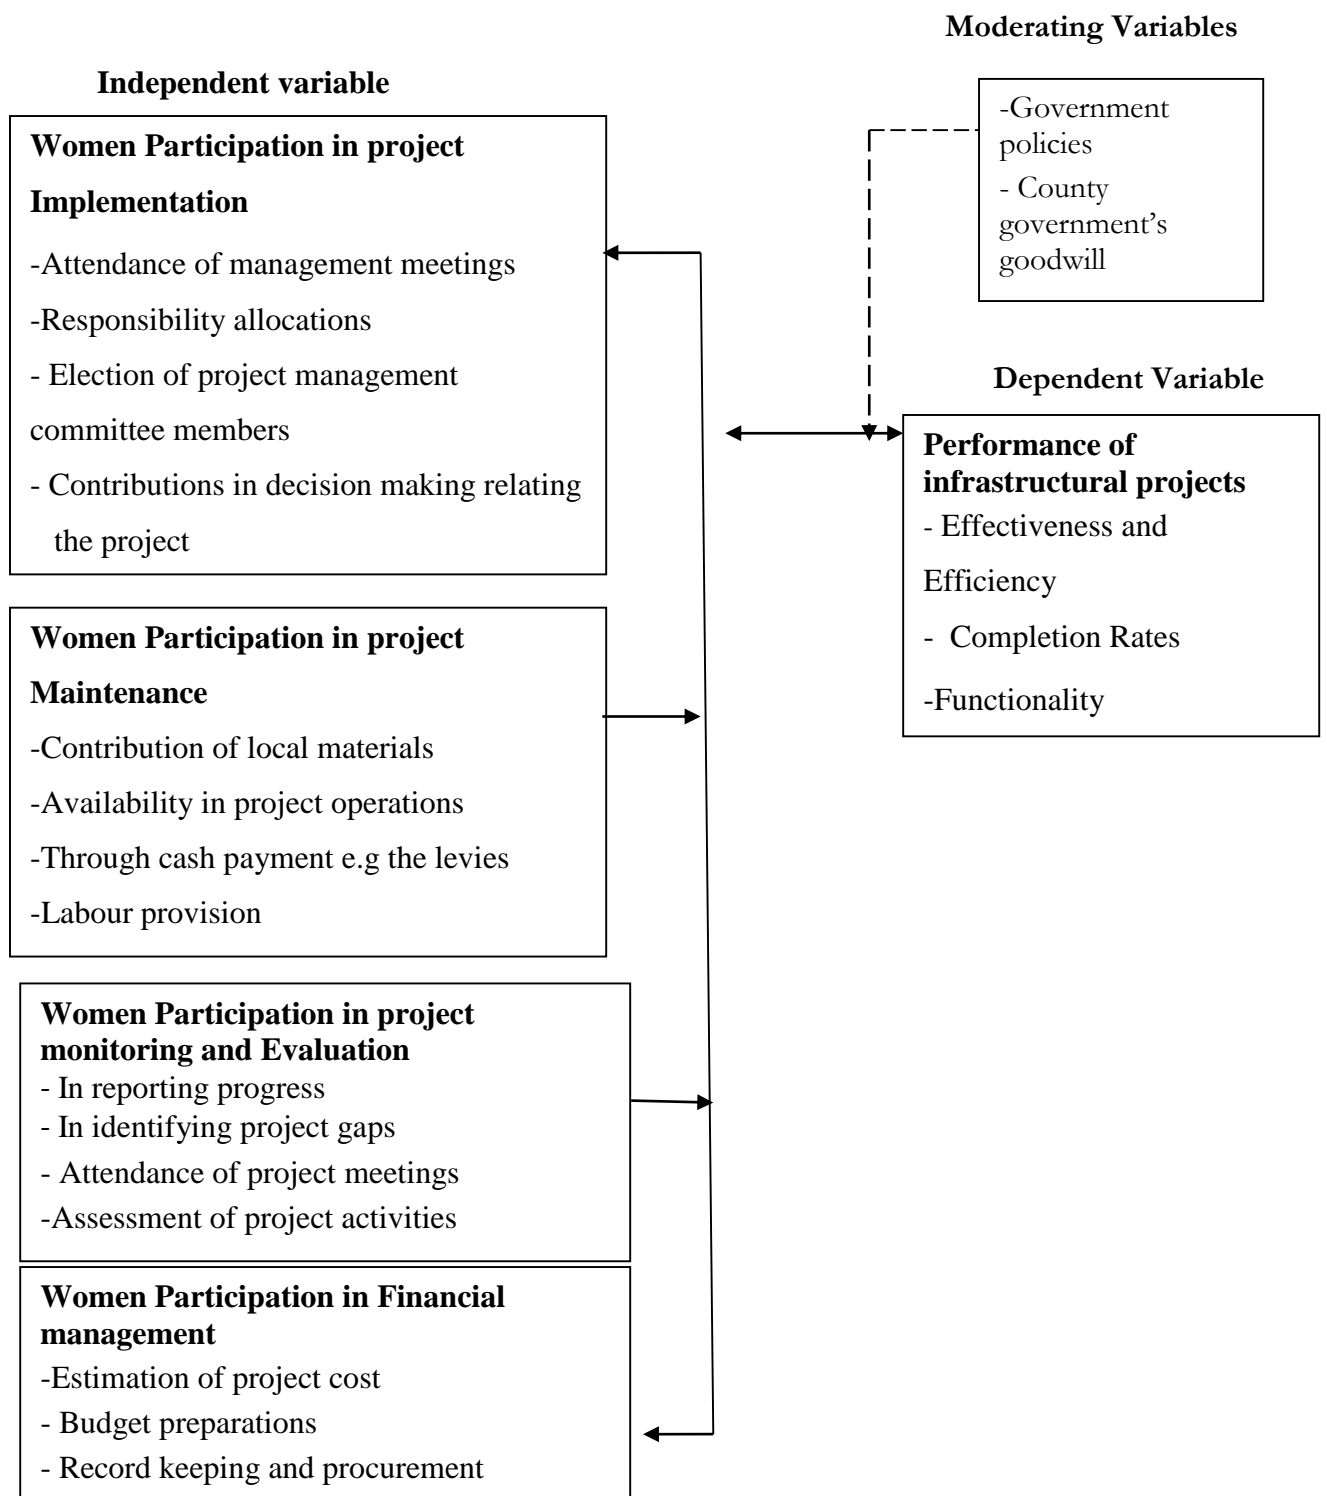 Moderating Variables
Independent variable
-Government
policies
- County
government’s
goodwill
Women Participation in project
Implementation
-Attendance of management meetings
-Responsibility allocations
- Election of project management
committee members
- Contributions in decision making relating
the project
Dependent Variable
Performance of
infrastructural projects
- Effectiveness and
Efficiency
- Completion Rates
-Functionality
Women Participation in project
Maintenance
-Contribution of local materials
-Availability in project operations
-Through cash payment e.g the levies
-Labour provision
Women Participation in project
monitoring and Evaluation
- In reporting progress
- In identifying project gaps
- Attendance of project meetings
-Assessment of project activities
Women Participation in Financial
management
-Estimation of project cost
- Budget preparations
- Record keeping and procurement